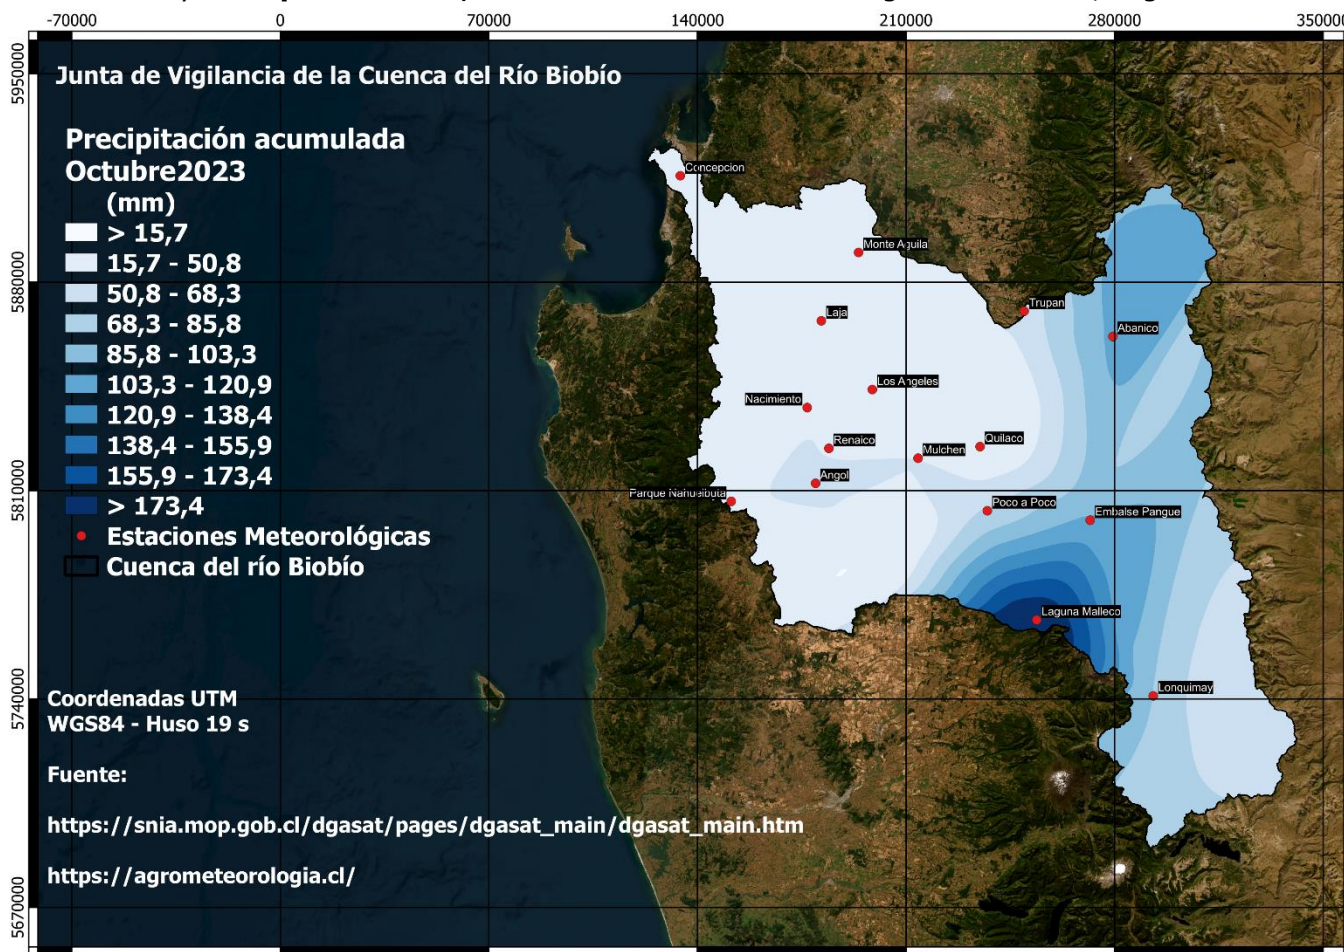 -70000
0
70000
140000
210000
280000
350000
5950000
5880000
5810000
5740000
5670000
Junta de Vigilancia de la Cuenca del Río Biobío
Precipitación acumulada
Octubre2023
(mm)
> 15,7
15,7 - 50,8
50,8 - 68,3
68,3 - 85,8
85,8 - 103,3
103,3 - 120,9
120,9 - 138,4
138,4 - 155,9
155,9 - 173,4
> 173,4
Estaciones Meteorológicas
Cuenca del río Biobío
Concepcion
Monte Aguila
Trupan
Laja
Abanico
Los Angeles
Nacimiento
Renaico
Quilaco
Mulchen
Angol
Parque Nahuelbuta
Poco a Poco
Embalse Pangue
Laguna Malleco
Lonquimay
Coordenadas UTM
WGS84 - Huso 19 s
Fuente:
https://snia.mop.gob.cl/dgasat/pages/dgasat_main/dgasat_main.htm
https://agrometeorologia.cl/